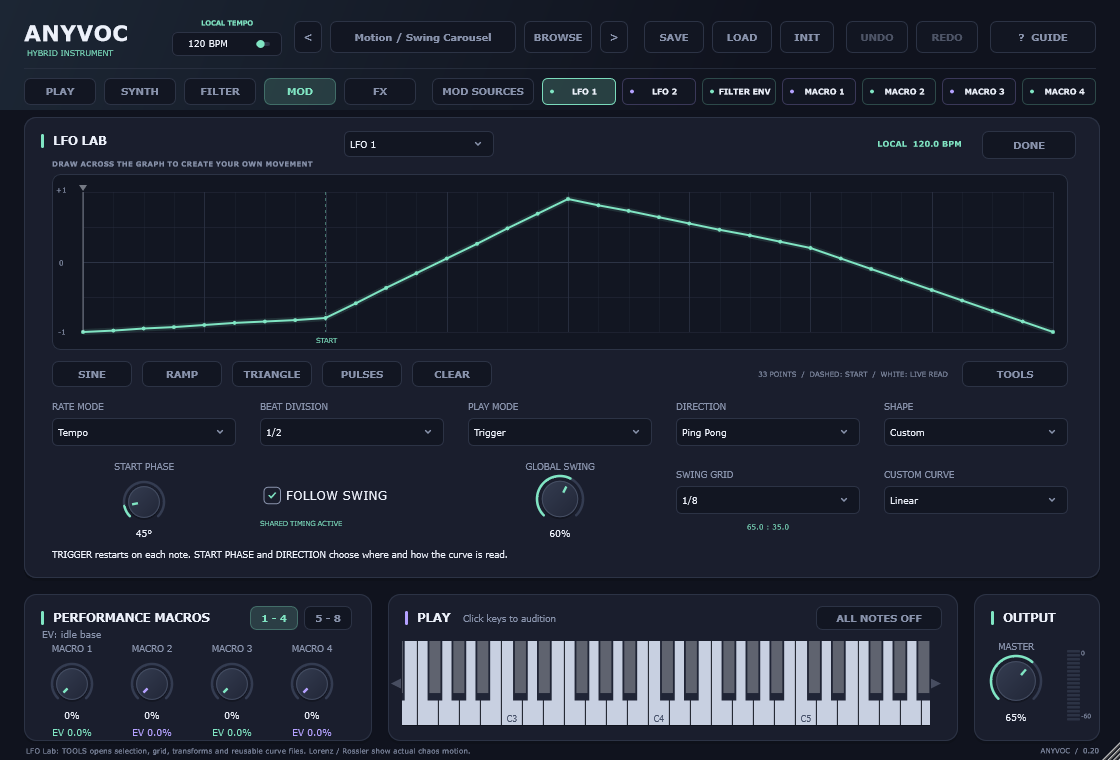 ANYVOC
HYBRID INSTRUMENT
LOCAL TEMPO
120 BPM
< Motion / Swing Carousel BROWSE > SAVE LOAD INIT UNDO REDO ? GUIDE
PLAY SYNTH FILTER MOD FX MOD SOURCES LFO 1 LFO 2 FILTER ENV MACRO 1 MACRO 2 MACRO 3 MACRO 4
LFO LAB LFO 1 LOCAL 120.0 BPM DONE
DRAW ACROSS THE GRAPH TO CREATE YOUR OWN MOVEMENT
+1
0
-1
START
SINE RAMP TRIANGLE PULSES CLEAR 33 POINTS / DASHED: START / WHITE: LIVE READ TOOLS
RATE MODE BEAT DIVISION PLAY MODE DIRECTION SHAPE
Tempo 1/2 Trigger Ping Pong Custom
START PHASE GLOBAL SWING SWING GRID CUSTOM CURVE
FOLLOW SWING 1/8 Linear
SHARED TIMING ACTIVE 65.0 : 35.0
45° 60%
TRIGGER restarts on each note. START PHASE and DIRECTION choose where and how the curve is read.
PERFORMANCE MACROS 1 - 4 5 - 8
EV: idle base
MACRO 1 MACRO 2 MACRO 3 MACRO 4
0% 0% 0% 0%
EV 0.0% EV 0.0% EV 0.0% EV 0.0%
PLAY Click keys to audition ALL NOTES OFF
C3 C4 C5
OUTPUT
MASTER
0
-60
65%
LFO Lab: TOOLS opens selection, grid, transforms and reusable curve files. Lorenz / Rossler show actual chaos motion. ANYVOC / 0.20